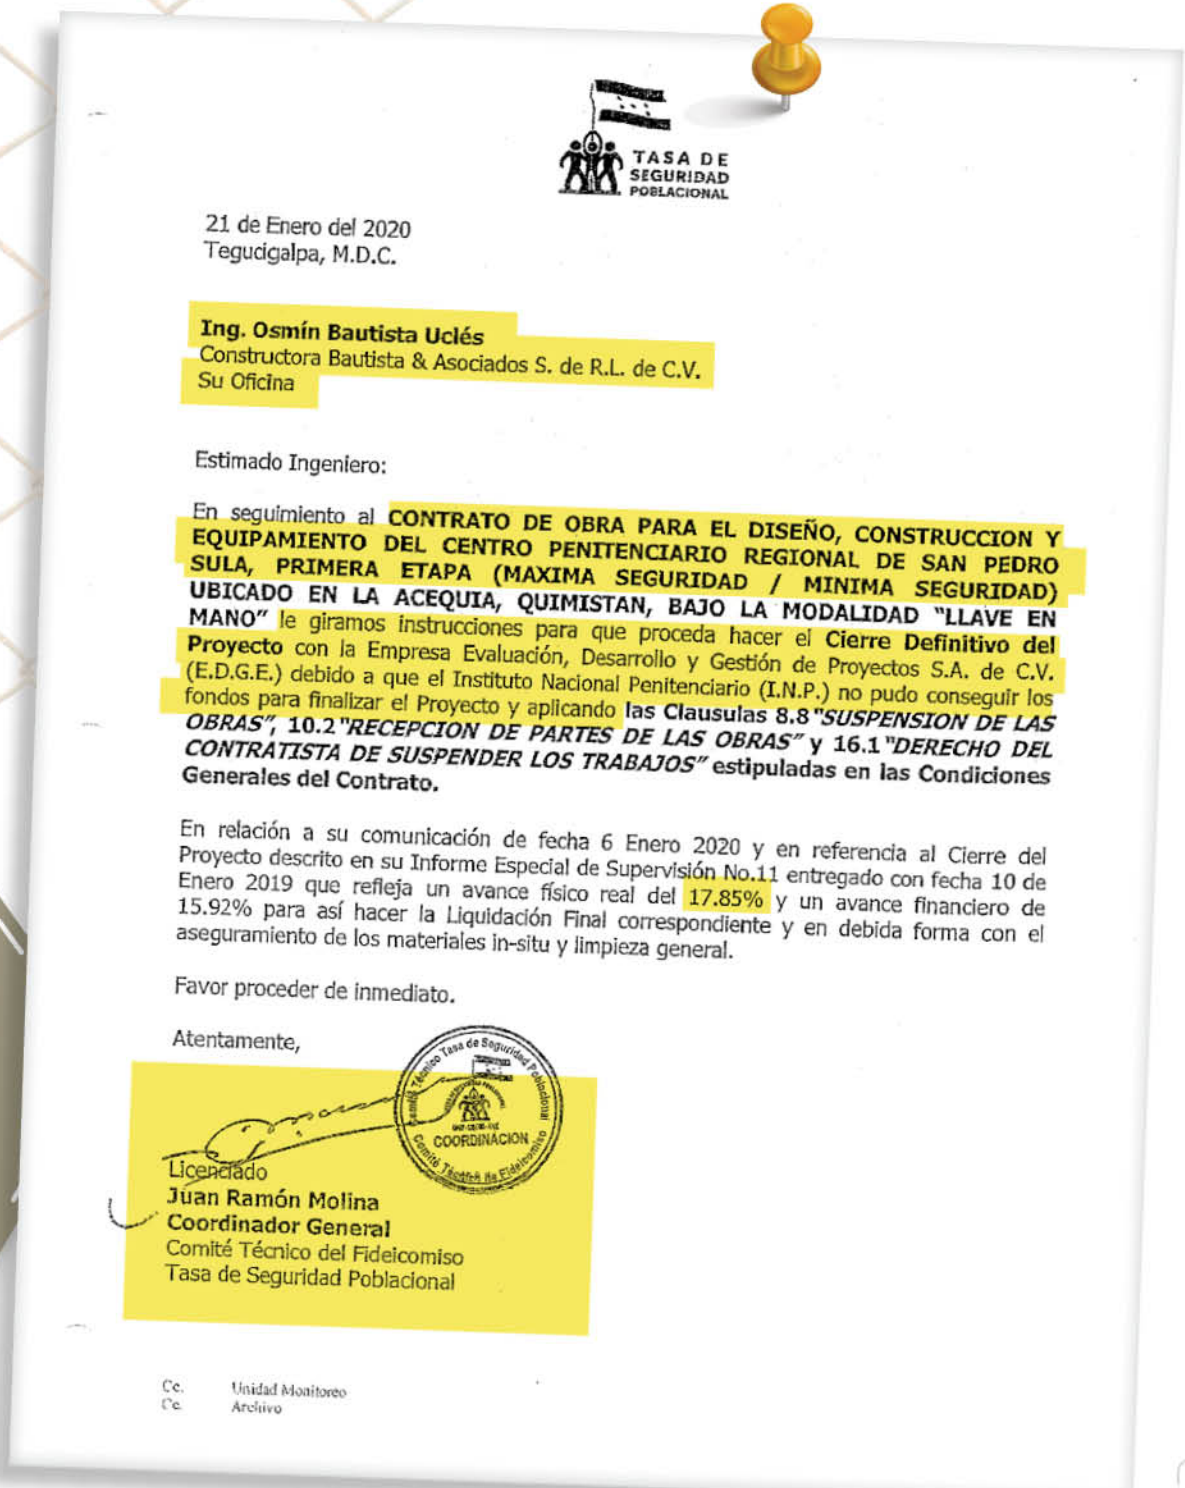 TASA DE
SEGURIDAD
POBLACIONAL
21 de Enero del 2020
Tegucigalpa, M.D.C.
Ing. Osmín Bautista Uclés
Constructora Bautista & Asociados S. de R.L. de C.V.
Su Oficina
Estimado Ingeniero:
En seguimiento al CONTRATO DE OBRA PARA EL DISEÑO, CONSTRUCCION Y
EQUIPAMIENTO DEL CENTRO PENITENCIARIO REGIONAL DE SAN PEDRO
SULA, PRIMERA ETAPA (MAXIMA SEGURIDAD / MINIMA SEGURIDAD)
UBICADO EN LA ACEQUIA, QUIMISTAN, BAJO LA MODALIDAD "LLAVE EN
MANO" le giramos instrucciones para que proceda hacer el Cierre Definitivo del
Proyecto con la Empresa Evaluación, Desarrollo y Gestión de Proyectos S.A. de C.V.
(E.D.G.E.) debido a que el Instituto Nacional Penitenciario (I.N.P.) no pudo conseguir los
fondos para finalizar el Proyecto y aplicando las Clausulas 8.8 "SUSPENSION DE LAS
OBRAS", 10.2 "RECEPCION DE PARTES DE LAS OBRAS" y 16.1 "DERECHO DEL
CONTRATISTA DE SUSPENDER LOS TRABAJOS" estipuladas en las Condiciones
Generales del Contrato.
En relación a su comunicación de fecha 6 Enero 2020 y en referencia al Cierre del
Proyecto descrito en su Informe Especial de Supervisión No.11 entregado con fecha 10 de
Enero 2019 que refleja un avance físico real del 17.85% y un avance financiero de
15.92% para así hacer la Liquidación Final correspondiente y en debida forma con el
aseguramiento de los materiales in-situ y limpieza general.
Favor proceder de inmediato.
Atentamente,
Comité Técnico Tasa de Seguridad Poblacional
COORDINACION
Comité Técnico de Fideicomiso
Licenciado
Juan Ramón Molina
Coordinador General
Comité Técnico del Fideicomiso
Tasa de Seguridad Poblacional
Cc. Unidad Monitoreo
Cc. Archivo